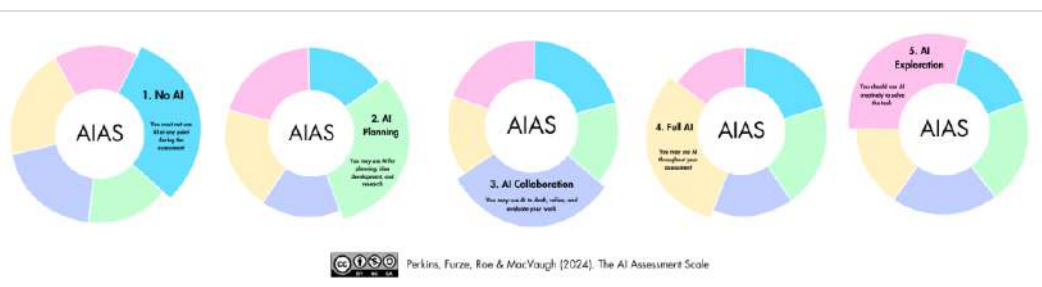 1. No AI
You must not use
AI at any point
during the
assessment
AIAS
2. AI
Planning
You may use AI for
planning, idea
development, and
research
AIAS
AIAS
3. AI Collaboration
You may use AI to draft, refine, and
evaluate your work
4. Full AI
You may use AI
throughout your
assessment
AIAS
5. AI
Exploration
You should use AI
creatively to solve
the task
AIAS
cc
BY NC SA
Perkins, Furze, Roe & MacVaugh (2024). The AI Assessment Scale